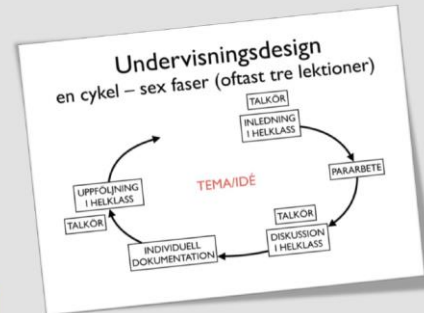 Undervisningsdesign
en cykel – sex faser (oftast tre lektioner)
TALKÖR
INLEDNING
I HELKLASS
PARARBETE
TALKÖR
DISKUSSION
I HELKLASS
INDIVIDUELL
DOKUMENTATION
UPPFÖLJNING
I HELKLASS
TALKÖR
TEMA/IDÉ